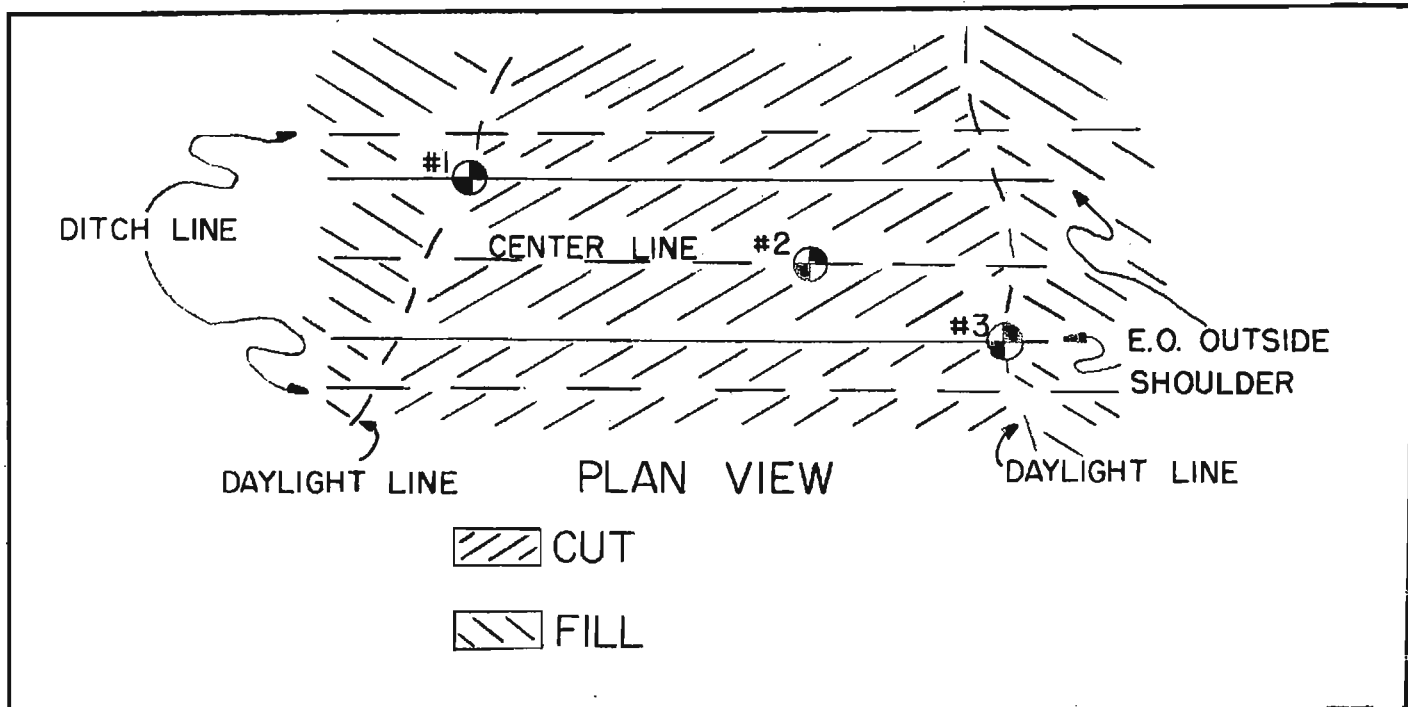 #1
DITCH LINE
CENTER LINE
#2
#3
E.O. OUTSIDE
SHOULDER
DAYLIGHT LINE
PLAN VIEW
DAYLIGHT LINE
CUT
FILL